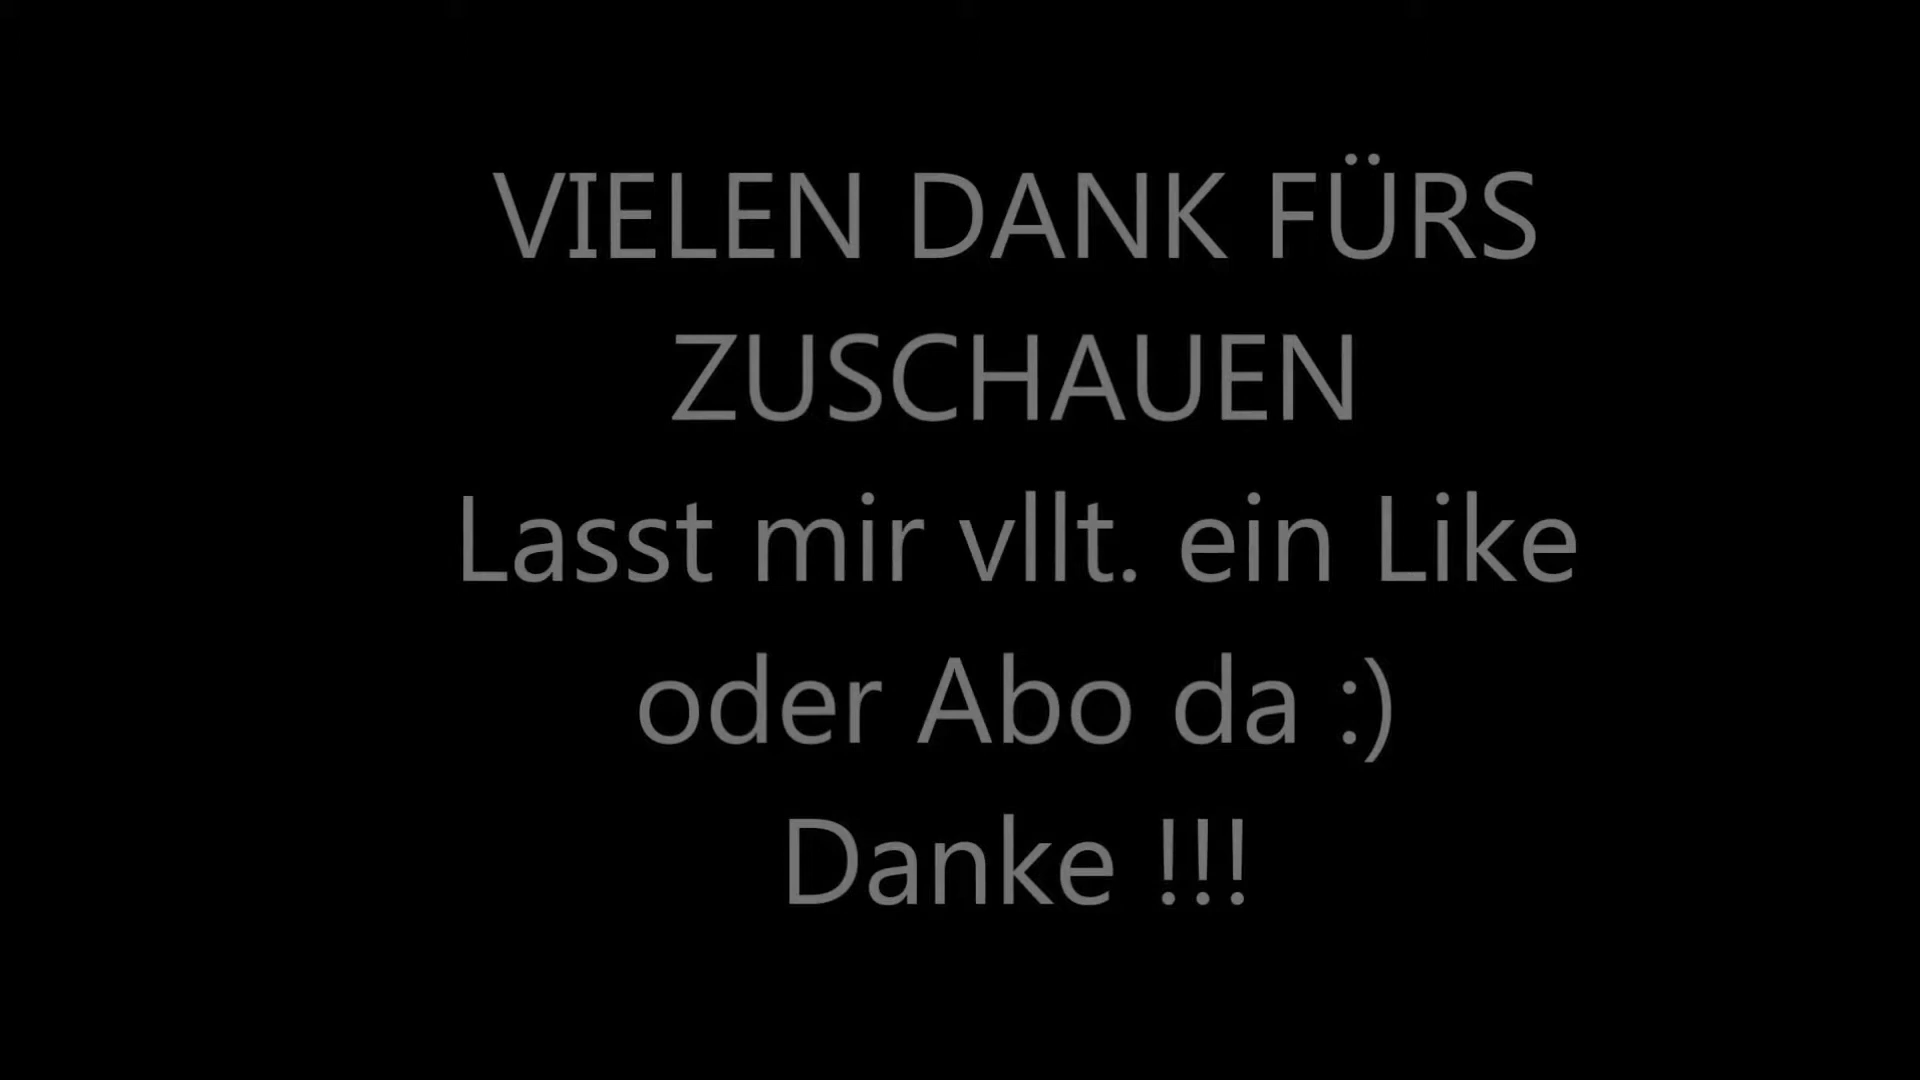 VIELEN DANK FÜRS
ZUSCHAUEN
Lasst mir vllt. ein Like
oder Abo da :)
Danke !!!